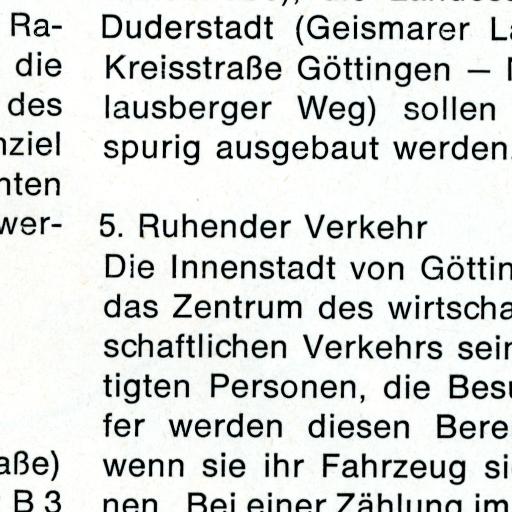 Ra-
die
des
nziel
nten
wer-
aße)
B 3
Duderstadt (Geismarer La
Kreisstraße Göttingen —
lausberger Weg) sollen
spurig ausgebaut werden.
5. Ruhender Verkehr
Die Innenstadt von Göttin
das Zentrum des wirtscha
schaftlichen Verkehrs sein
tigten Personen, die Besu
fer werden diesen Bere
wenn sie ihr Fahrzeug si
nen. Bei einer Zählung im